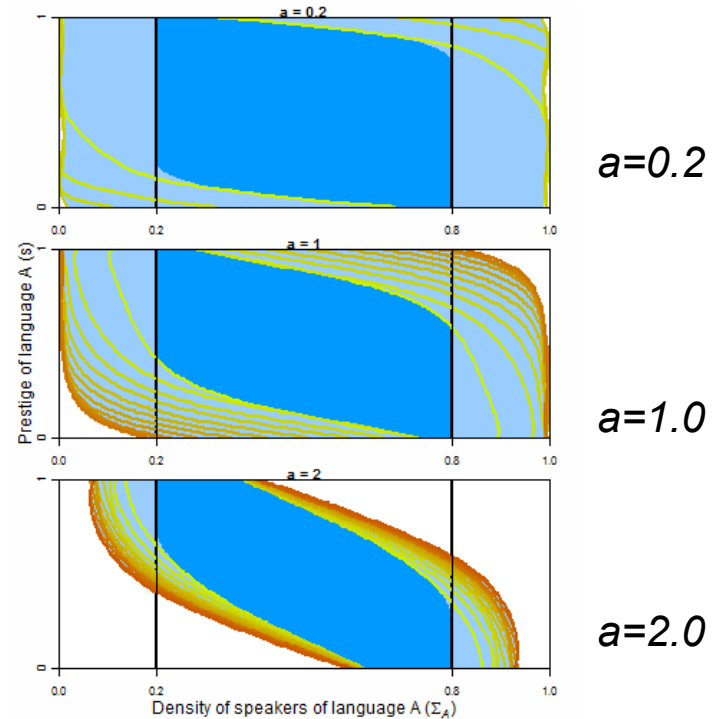 a = 0.2
1
0
0.0 0.2 0.8 1.0
a=0.2
a = 1
1
0
0.0 0.2 0.8 1.0
a=1.0
Prestige of language A (s)
a = 2
1
0
0.0 0.2 0.8 1.0
a=2.0
Density of speakers of language A (Σ_A)